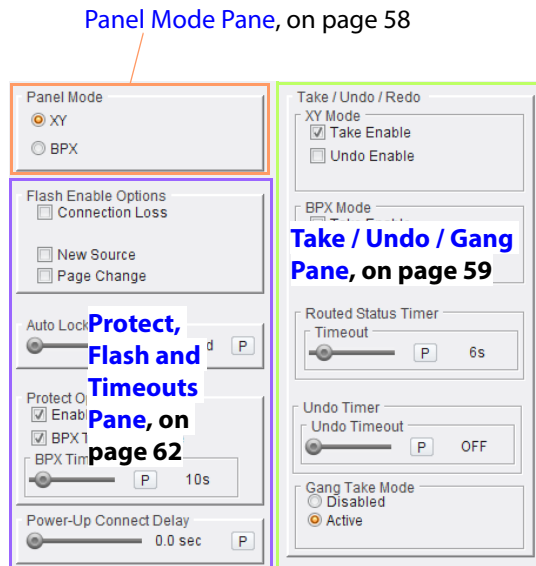 Panel Mode Pane, on page 58
Panel Mode
XY
BPX
Flash Enable Options
Connection Loss
New Source
Page Change
Auto Lock
P
Protect,
Flash and
Timeouts
Pane, on
page 62
BPX Tim
P 10s
Power-Up Connect Delay
0.0 sec P
Take / Undo / Redo
XY Mode
Take Enable
Undo Enable
BPX Mode
Take / Undo / Gang
Pane, on page 59
Routed Status Timer
Timeout
P 6s
Undo Timer
Undo Timeout
P OFF
Gang Take Mode
Disabled
Active